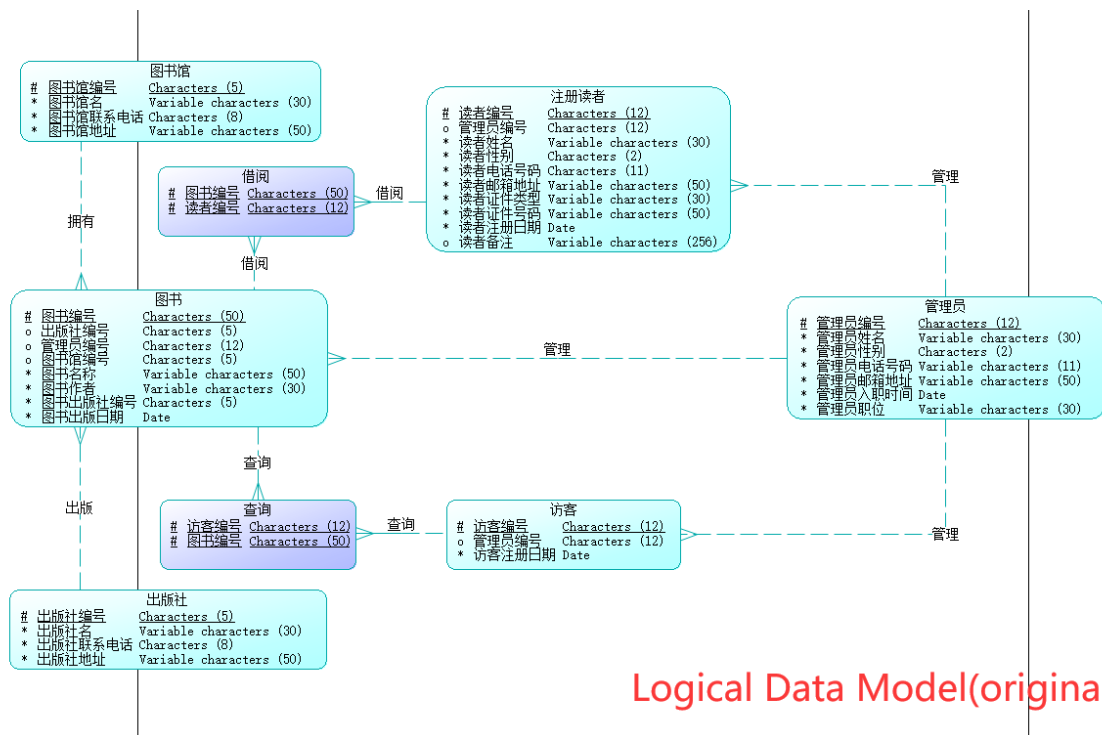 图书馆
# 图书馆编号 Characters (5)
* 图书馆名 Variable characters (30)
* 图书馆联系电话 Characters (8)
* 图书馆地址 Variable characters (50)
注册读者
# 读者编号 Characters (12)
o 管理员编号 Characters (12)
* 读者姓名 Variable characters (30)
* 读者性别 Characters (2)
* 读者电话号码 Characters (11)
* 读者邮箱地址 Variable characters (50)
* 读者证件类型 Variable characters (30)
* 读者证件号码 Variable characters (50)
* 读者注册日期 Date
o 读者备注 Variable characters (256)
借阅
# 图书编号 Characters (50)
# 读者编号 Characters (12)
借阅
管理
拥有
借阅
图书
# 图书编号 Characters (50)
o 出版社编号 Characters (5)
o 管理员编号 Characters (12)
o 图书馆编号 Characters (5)
* 图书名称 Variable characters (50)
* 图书作者 Variable characters (30)
* 图书出版社编号 Characters (5)
* 图书出版日期 Date
管理
管理员
# 管理员编号 Characters (12)
* 管理员姓名 Variable characters (30)
* 管理员性别 Characters (2)
* 管理员电话号码 Variable characters (11)
* 管理员邮箱地址 Variable characters (50)
* 管理员入职时间 Date
* 管理员职位 Variable characters (30)
查询
出版
查询
# 访客编号 Characters (12)
# 图书编号 Characters (50)
查询
访客
# 访客编号 Characters (12)
o 管理员编号 Characters (12)
* 访客注册日期 Date
管理
出版社
# 出版社编号 Characters (5)
* 出版社名 Variable characters (30)
* 出版社联系电话 Characters (8)
* 出版社地址 Variable characters (50)
Logical Data Model(origina